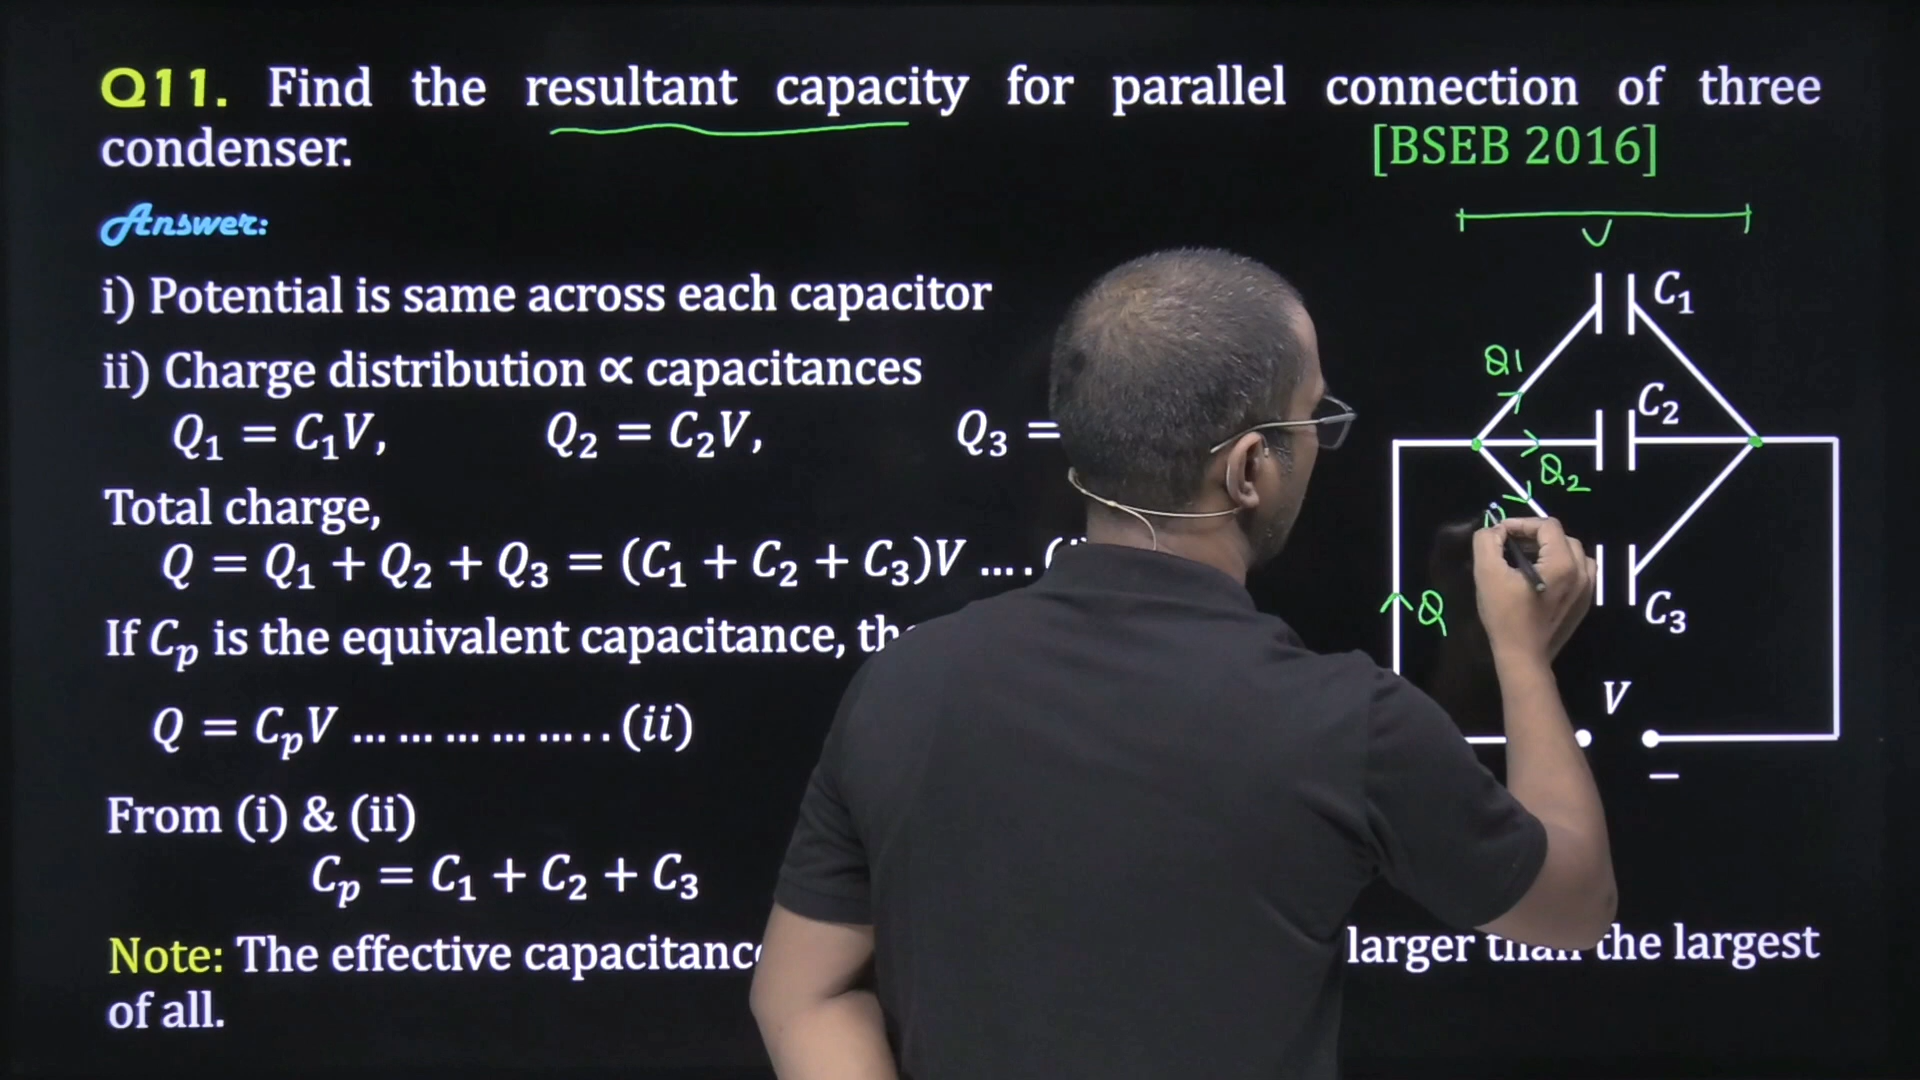 Q11. Find the resultant capacity for parallel connection of three
condenser.
[BSEB 2016]
Answer:
i) Potential is same across each capacitor
ii) Charge distribution ∝ capacitances
Q₁ = C₁V, Q₂ = C₂V, Q₃ =
Total charge,
Q = Q₁ + Q₂ + Q₃ = (C₁ + C₂ + C₃)V ....
If Cₚ is the equivalent capacitance,
Q = CₚV ... ... ... ... ..... (ii)
From (i) & (ii)
Cₚ = C₁ + C₂ + C₃
Note: The effective capacitance larger than the largest
of all.
V
C₁
Q1
C₂
Q₂
Q
C₃
V
−